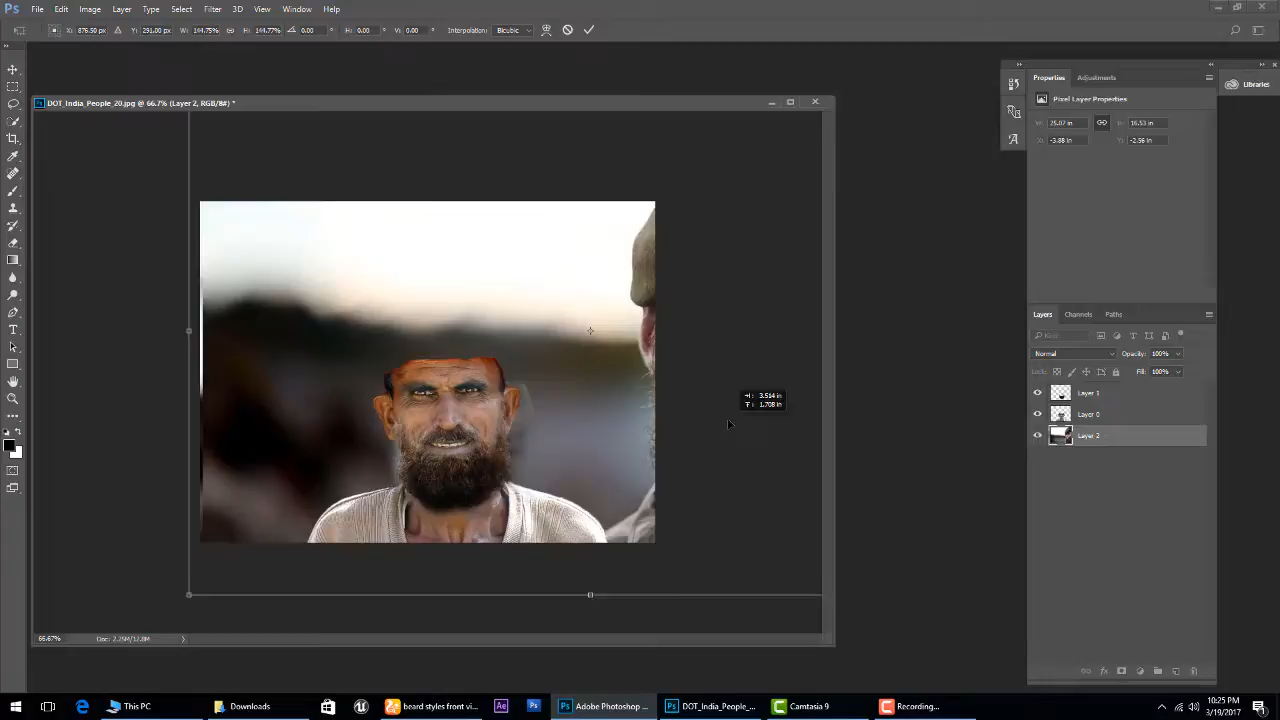 Ps File Edit Image Layer Type Select Filter 3D View Window Help
X: 876.50 px Y: 291.00 px W: 144.75% H: 144.77% 0.00 ° H: 0.00 ° V: 0.00 ° Interpolation: Bicubic
DOT_India_People_20.jpg @ 66.7% (Layer 2, RGB/8#) *
Properties Adjustments
Libraries
Pixel Layer Properties
W: 25.07 in H: 16.53 in
X: -3.88 in Y: -2.56 in
Layers Channels Paths
Kind
Normal Opacity: 100%
Lock: Fill: 100%
Layer 1
Layer 0
Layer 2
H: 3.514 in
1.708 in
66.67% Doc: 2.25M/12.8M
This PC Downloads beard styles front vi... Ae Ps Ps Adobe Photoshop ... Ps DOT_India_People_... Camtasia 9 Recording...
10:25 PM
3/19/2017